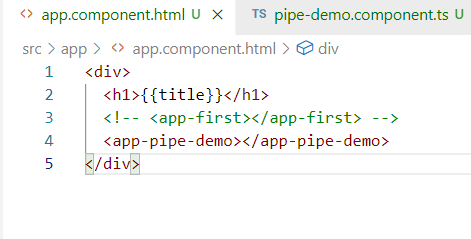 <> app.component.html U × TS pipe-demo.component.ts U
src > app > <> app.component.html > div
1 <div>
2 <h1>{{title}}</h1>
3 <!-- <app-first></app-first> -->
4 <app-pipe-demo></app-pipe-demo>
5 </div>